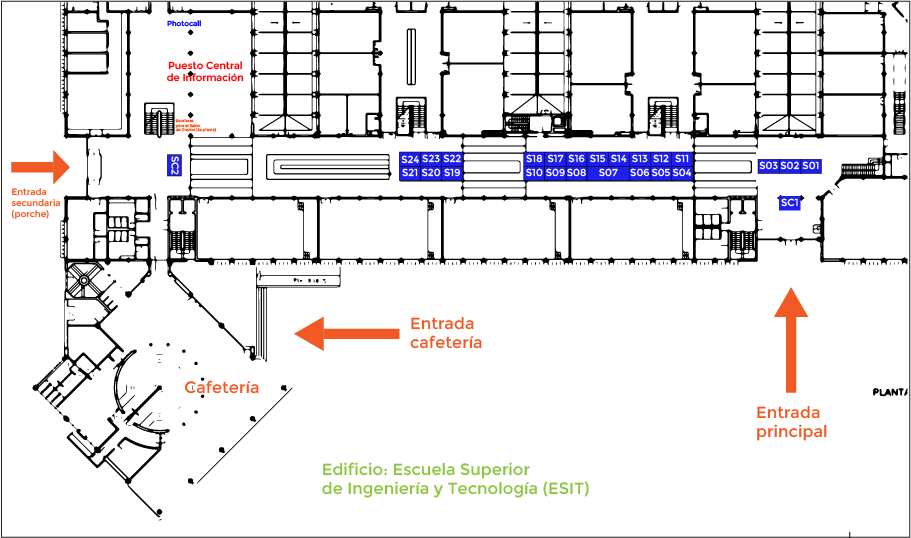 Photocall
Puesto Central
de Información
Entrada
secundaria
(porche)
SC2
S24 S23 S22
S21 S20 S19
S18 S17 S16 S15 S14 S13 S12 S11
S10 S09 S08 S07 S06 S05 S04
S03 S02 S01
SC1
Entrada
cafetería
Cafetería
Entrada
principal
PLANTA
Edificio: Escuela Superior
de Ingeniería y Tecnología (ESIT)